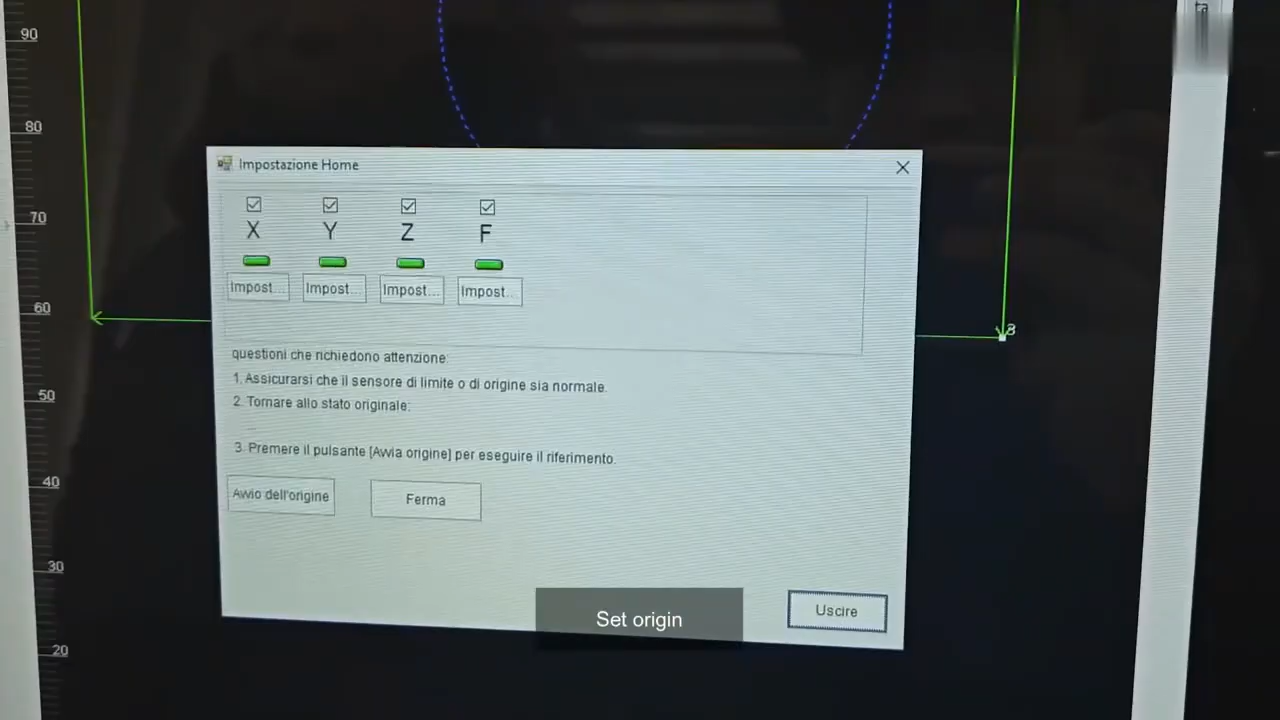 90
80
70
60
50
40
30
20
Impostazione Home
X Y Z F
Impost... Impost... Impost... Impost...
questioni che richiedono attenzione:
1. Assicurarsi che il sensore di limite o di origine sia normale.
2. Tornare allo stato originale:
...
3. Premere il pulsante [Avvia origine] per eseguire il riferimento.
Avvio dell'origine Ferma
Uscire
3
Set origin